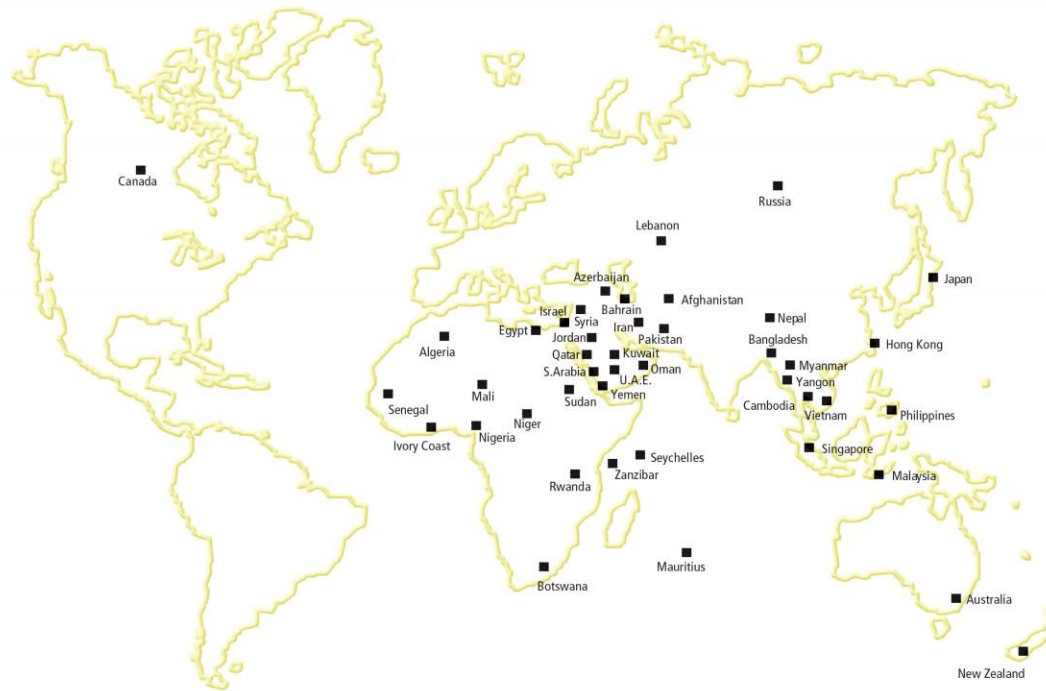 Canada
Russia
Lebanon
Azerbaijan
Japan
Bahrain
Afghanistan
Israel
Syria
Nepal
Egypt
Iran
Jordan
Pakistan
Bangladesh
Hong Kong
Algeria
Qatar
Kuwait
Myanmar
Oman
S.Arabia
U.A.E.
Yangon
Mali
Sudan
Yemen
Cambodia
Senegal
Vietnam
Philippines
Niger
Nigeria
Ivory Coast
Singapore
Seychelles
Zanzibar
Malaysia
Rwanda
Mauritius
Botswana
Australia
New Zealand